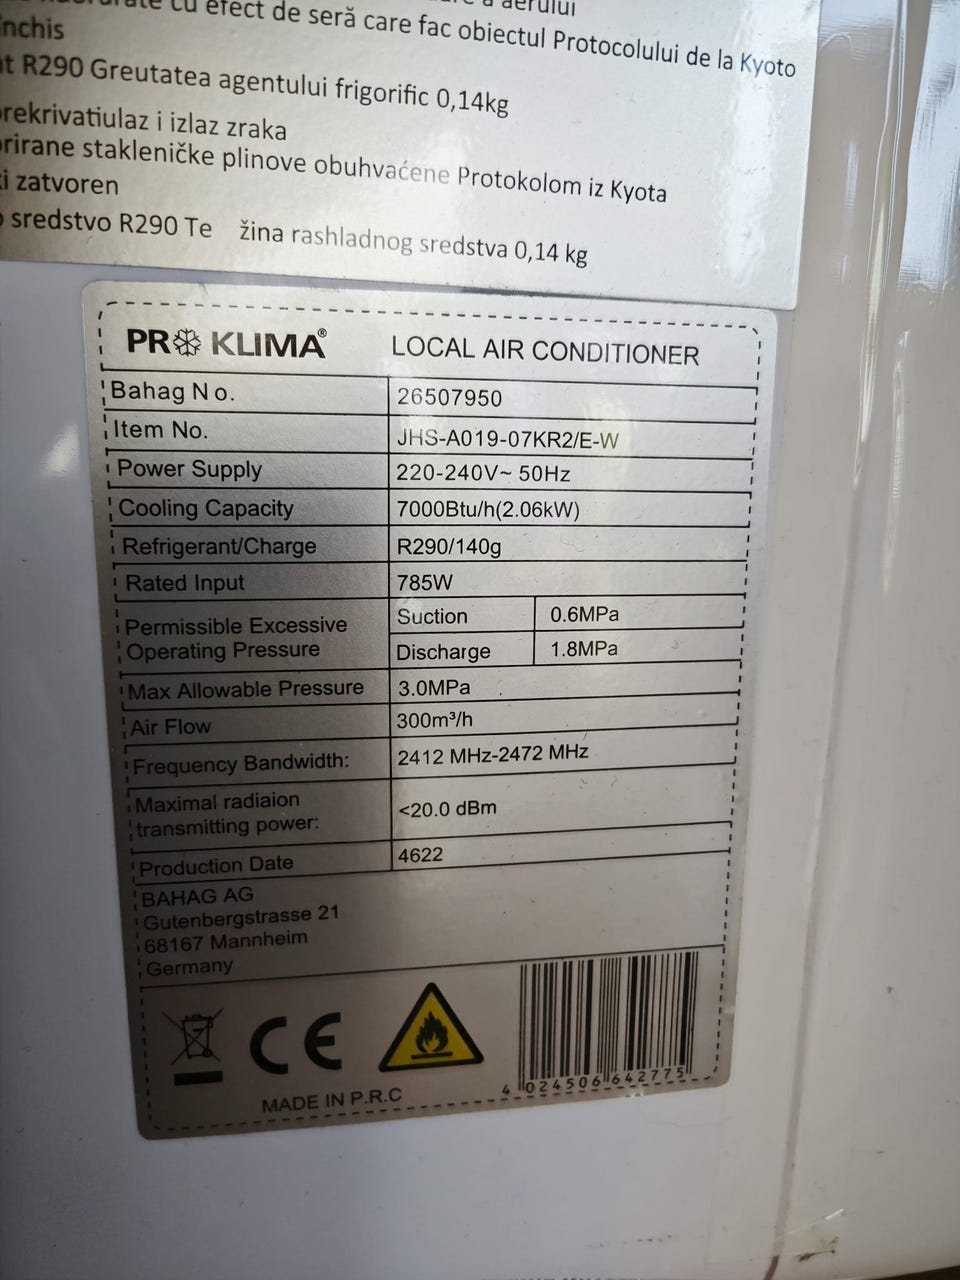 cu efect de seră care fac obiectul Protocolului de la Kyoto
R290 Greutatea agentului frigorific 0,14kg
i izlaz zraka
stakleničke plinove obuhvaćene Protokolom iz Kyota
zatvoren
sredstvo R290 Te žina rashladnog sredstva 0,14 kg
PRO KLIMA® LOCAL AIR CONDITIONER
Bahag No. 26507950
Item No. JHS-A019-07KR2/E-W
Power Supply 220-240V~ 50Hz
Cooling Capacity 7000Btu/h(2.06kW)
Refrigerant/Charge R290/140g
Rated Input 785W
Permissible Excessive Operating Pressure Suction 0.6MPa
Discharge 1.8MPa
Max Allowable Pressure 3.0MPa
Air Flow 300m³/h
Frequency Bandwidth: 2412 MHz-2472 MHz
Maximal radiaion
transmitting power: <20.0 dBm
Production Date 4622
BAHAG AG
Gutenbergstrasse 21
68167 Mannheim
Germany
CE
4 024506 642775
MADE IN P.R.C